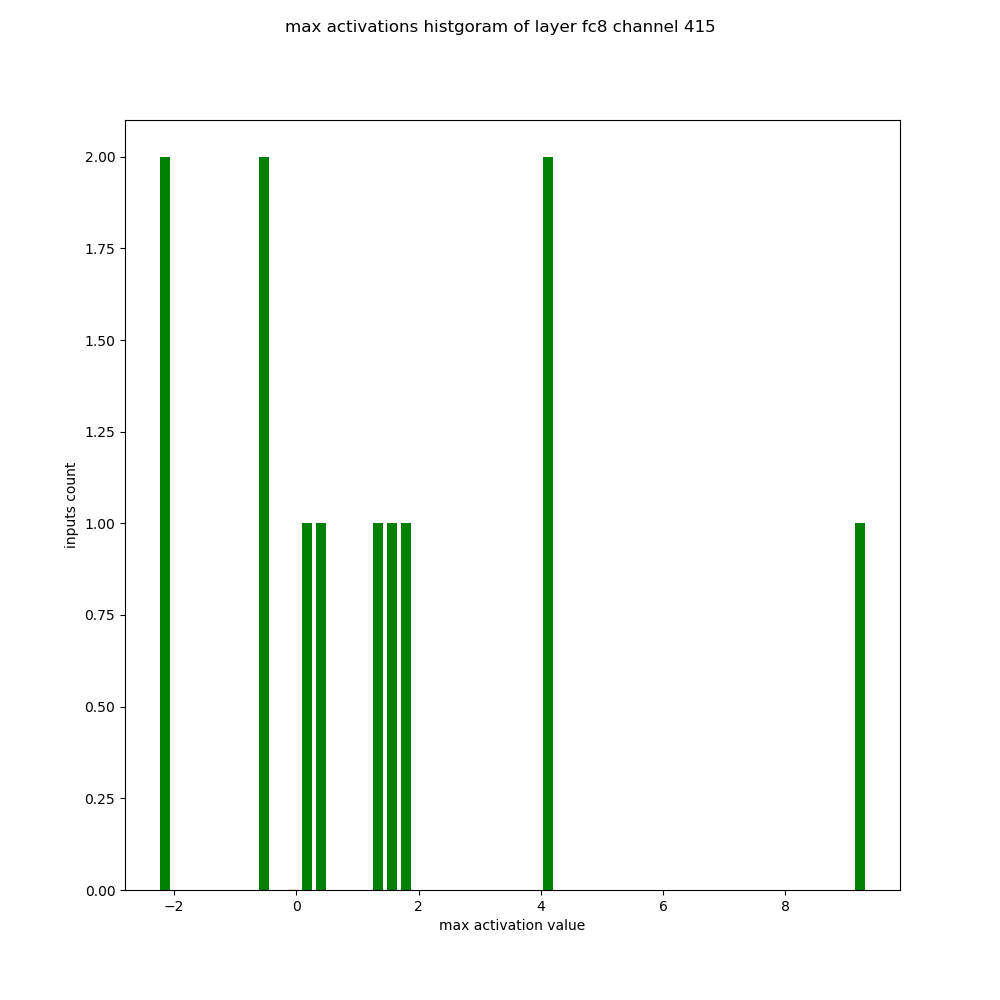 max activations histgoram of layer fc8 channel 415
2.00
1.75
1.50
1.25
1.00
0.75
0.50
0.25
0.00
inputs count
−2 0 2 4 6 8
max activation value